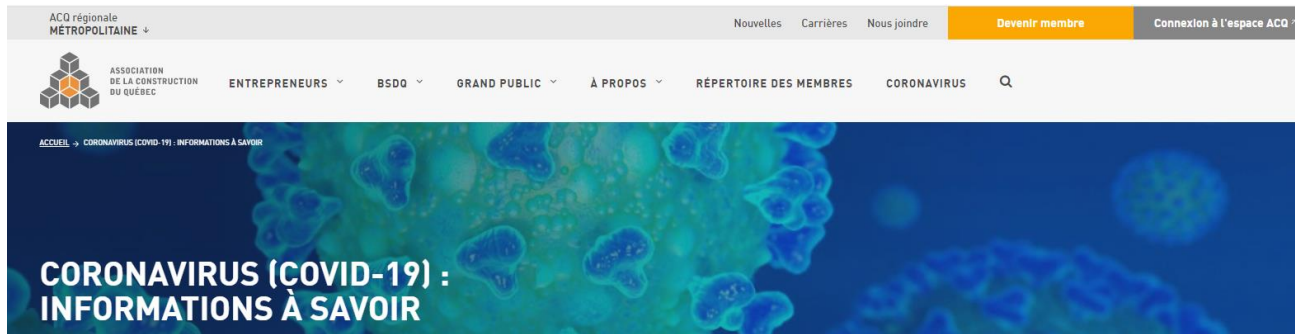 ACQ régionale
MÉTROPOLITAINE ↓
Nouvelles Carrières Nous joindre Devenir membre Connexion à l'espace ACQ
ASSOCIATION
DE LA CONSTRUCTION
DU QUÉBEC
ENTREPRENEURS BSDQ GRAND PUBLIC À PROPOS RÉPERTOIRE DES MEMBRES CORONAVIRUS
ACCUEIL → CORONAVIRUS (COVID-19) : INFORMATIONS À SAVOIR
CORONAVIRUS (COVID-19) :
INFORMATIONS À SAVOIR